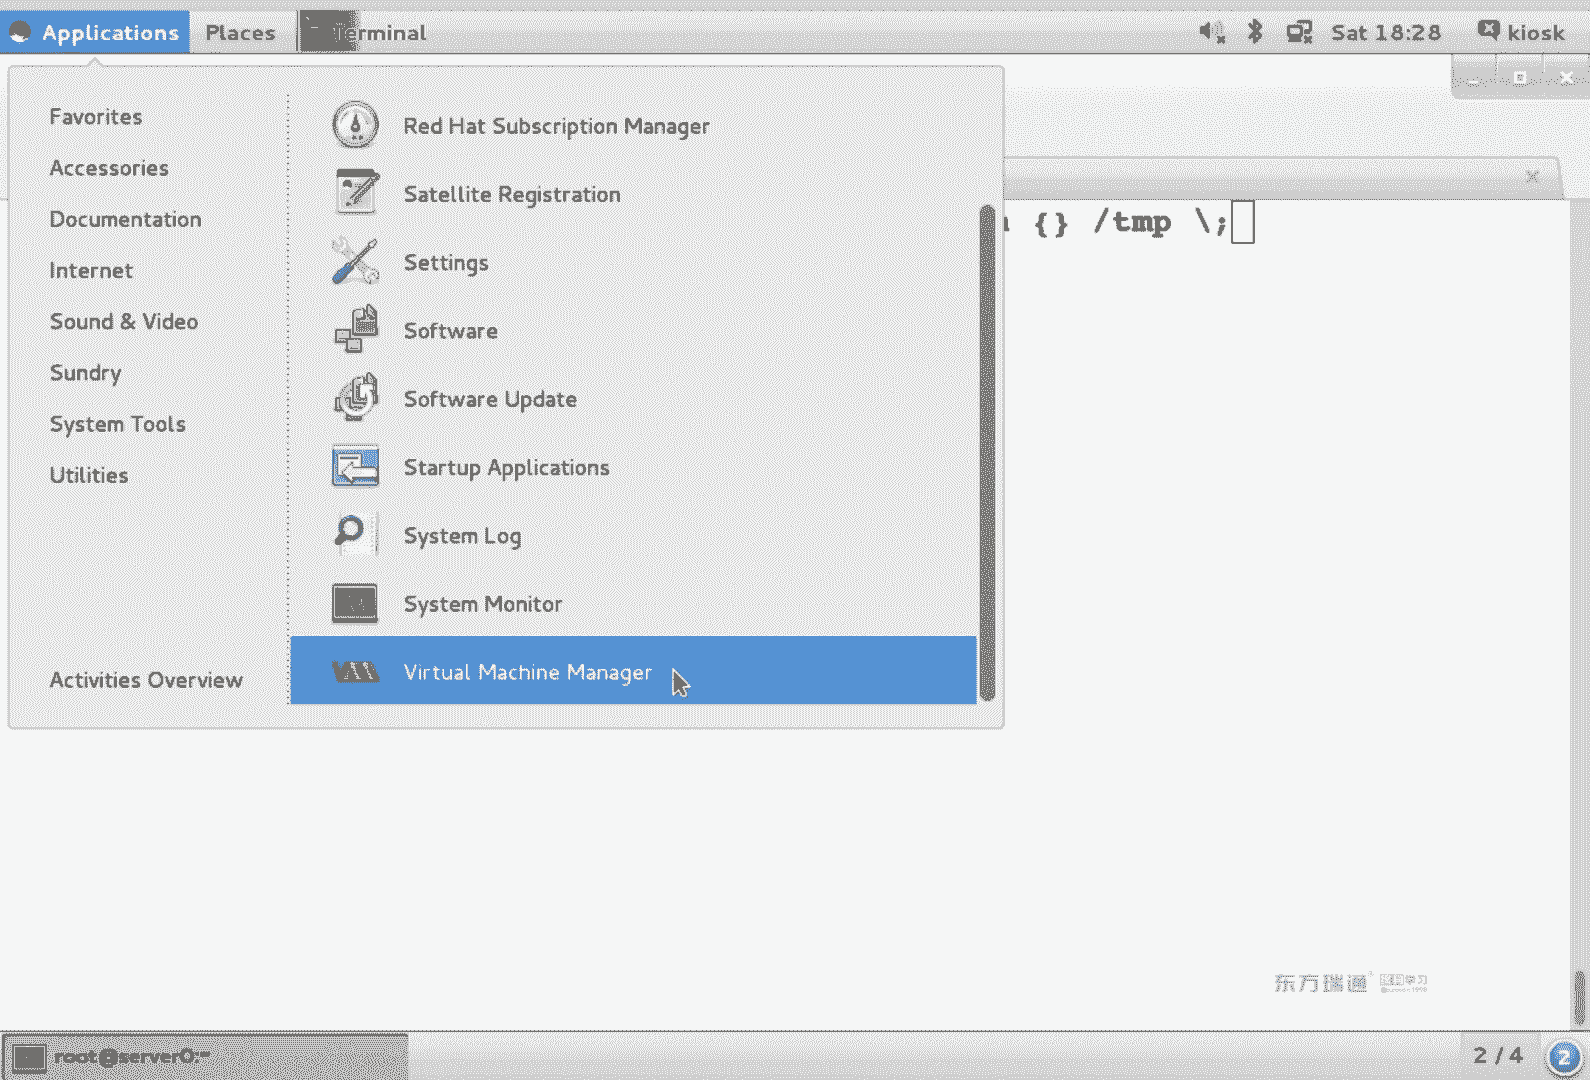 Applications Places Terminal Sat 18:28 kiosk
Favorites
Accessories
Documentation
Internet
Sound & Video
Sundry
System Tools
Utilities
Activities Overview
Red Hat Subscription Manager
Satellite Registration
Settings
Software
Software Update
Startup Applications
System Log
System Monitor
Virtual Machine Manager
{} /tmp \;
东方瑞通
root@server0:~
2 / 4
2